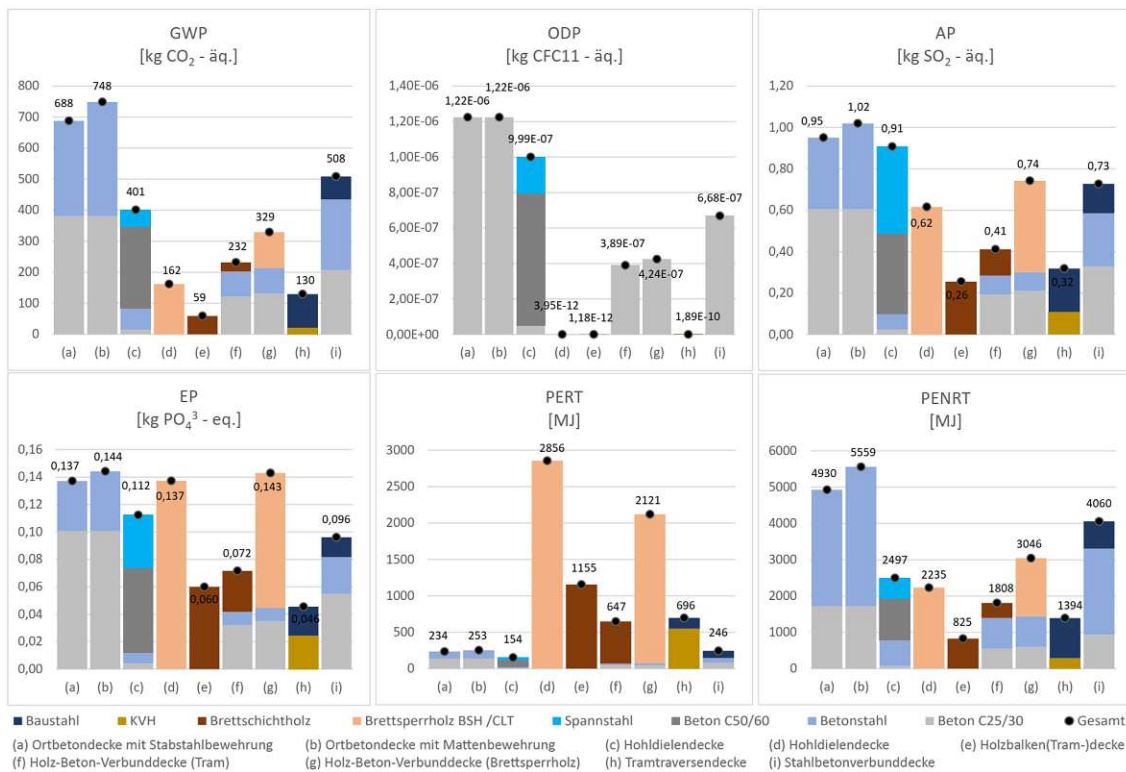 GWP
[kg CO₂ - äq.]
800
700
600
500
400
300
200
100
0
688
748
401
162
59
232
329
130
508
(a) (b) (c) (d) (e) (f) (g) (h) (i)
ODP
[kg CFC11 - äq.]
1,40E-06
1,20E-06
1,00E-06
8,00E-07
6,00E-07
4,00E-07
2,00E-07
0,00E+00
1,22E-06
1,22E-06
9,99E-07
3,95E-12
1,18E-12
3,89E-07
4,24E-07
1,89E-10
6,68E-07
(a) (b) (c) (d) (e) (f) (g) (h) (i)
AP
[kg SO₂ - äq.]
1,20
1,00
0,80
0,60
0,40
0,20
0,00
0,95
1,02
0,91
0,62
0,26
0,41
0,74
0,32
0,73
(a) (b) (c) (d) (e) (f) (g) (h) (i)
EP
[kg PO₄³ - eq.]
0,16
0,14
0,12
0,10
0,08
0,06
0,04
0,02
0,00
0,137
0,144
0,112
0,137
0,060
0,072
0,143
0,046
0,096
(a) (b) (c) (d) (e) (f) (g) (h) (i)
PERT
[MJ]
3000
2500
2000
1500
1000
500
0
234
253
154
2856
1155
647
2121
696
246
(a) (b) (c) (d) (e) (f) (g) (h) (i)
PENRT
[MJ]
6000
5000
4000
3000
2000
1000
0
4930
5559
2497
2235
825
1808
3046
1394
4060
(a) (b) (c) (d) (e) (f) (g) (h) (i)
Baustahl KVH Brettschichtholz Brettsperrholz BSH /CLT Spannstahl Beton C50/60 Betonstahl Beton C25/30 Gesamt
(a) Ortbetondecke mit Stabstahlbewehrung (b) Ortbetondecke mit Mattenbewehrung (c) Hohldielendecke (d) Hohldielendecke (e) Holzbalken(Tram-)decke
(f) Holz-Beton-Verbunddecke (Tram) (g) Holz-Beton-Verbunddecke (Brettsperrholz) (h) Tramtraversendecke (i) Stahlbetonverbunddecke